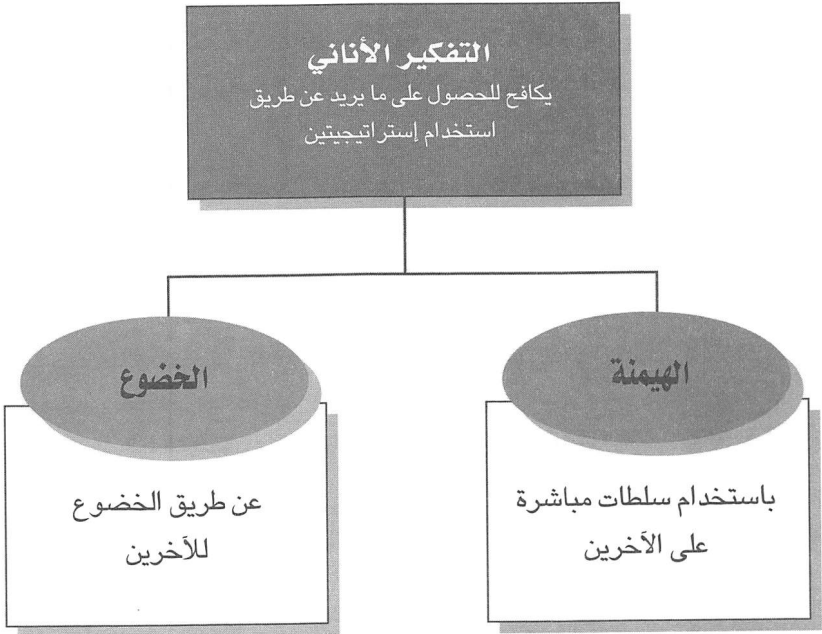 التفكير الأناني
يكافح للحصول على ما يريد عن طريق
استخدام إستراتيجيتين
الهيمنة
باستخدام سلطات مباشرة
على الآخرين
الخضوع
عن طريق الخضوع
للآخرين